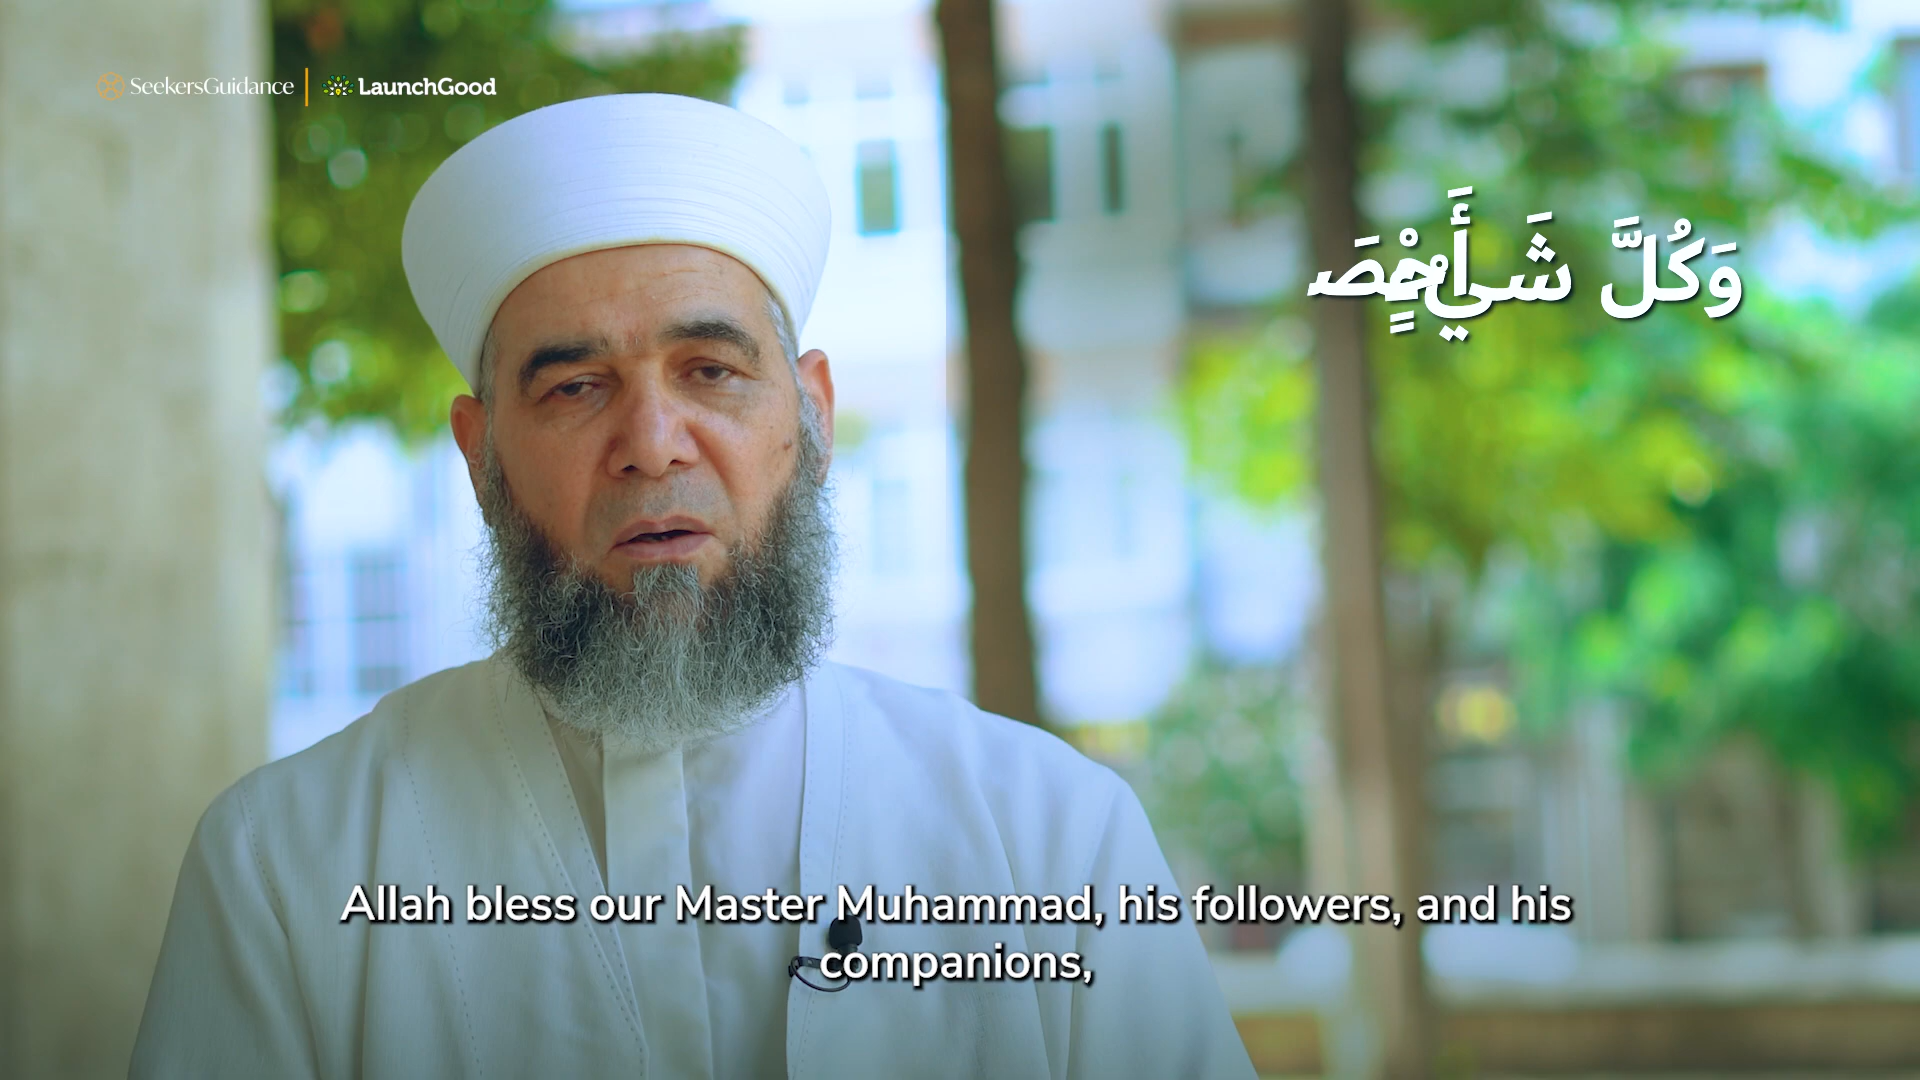 SeekersGuidance | LaunchGood
وَكُلَّ شَيْءٍ أَحْصَ
Allah bless our Master Muhammad, his followers, and his
companions,